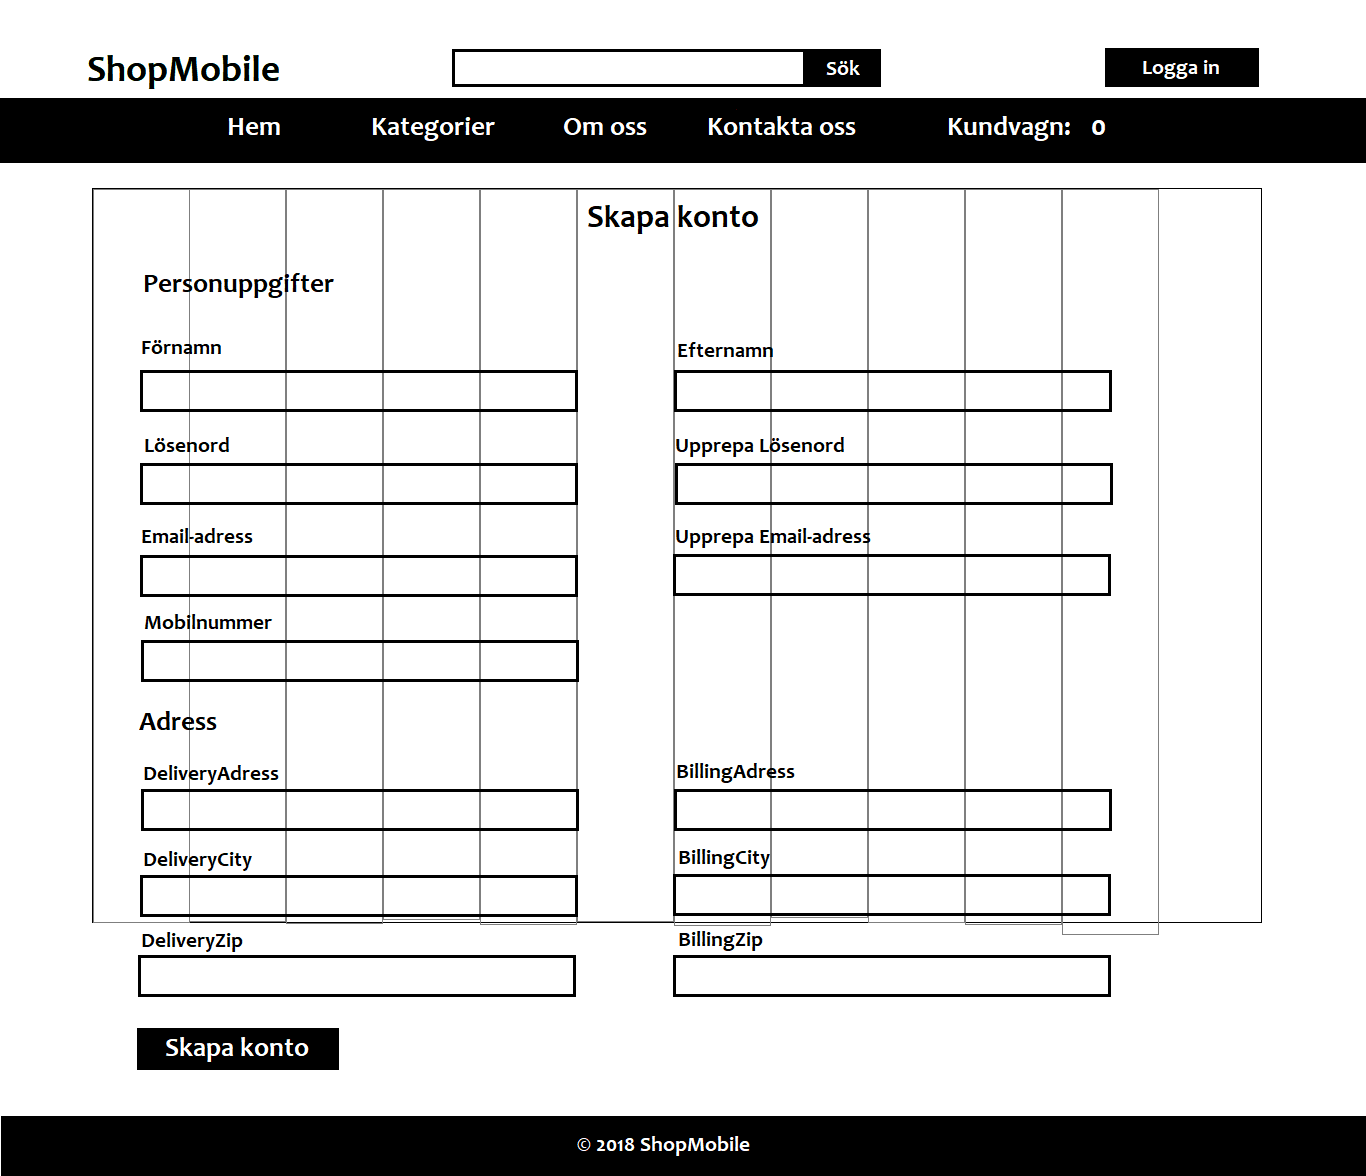 ShopMobile
Sök
Logga in
Hem Kategorier Om oss Kontakta oss Kundvagn: 0
Skapa konto
Personuppgifter
Förnamn Efternamn
Lösenord Upprepa Lösenord
Email-adress Upprepa Email-adress
Mobilnummer
Adress
DeliveryAdress BillingAdress
DeliveryCity BillingCity
DeliveryZip BillingZip
Skapa konto
© 2018 ShopMobile